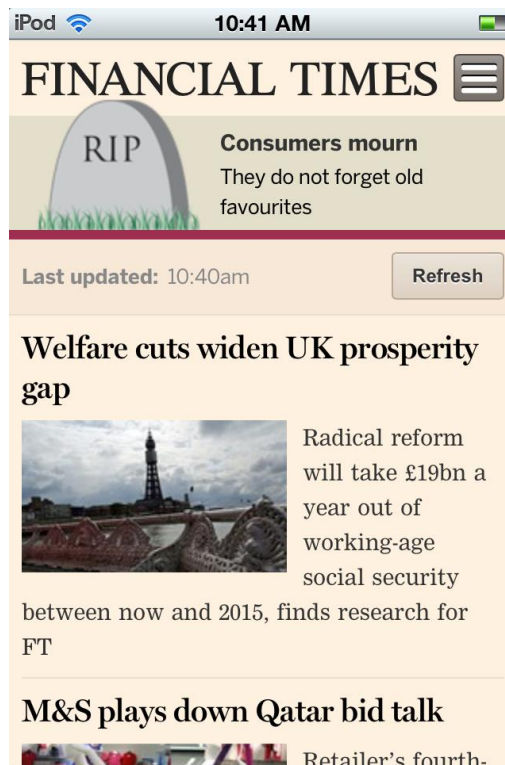 iPod 10:41 AM
FINANCIAL TIMES
RIP
Consumers mourn
They do not forget old
favourites
Last updated: 10:40am
Refresh
Welfare cuts widen UK prosperity
gap
Radical reform
will take £19bn a
year out of
working-age
social security
between now and 2015, finds research for
FT
M&S plays down Qatar bid talk
Retailer's fourth-